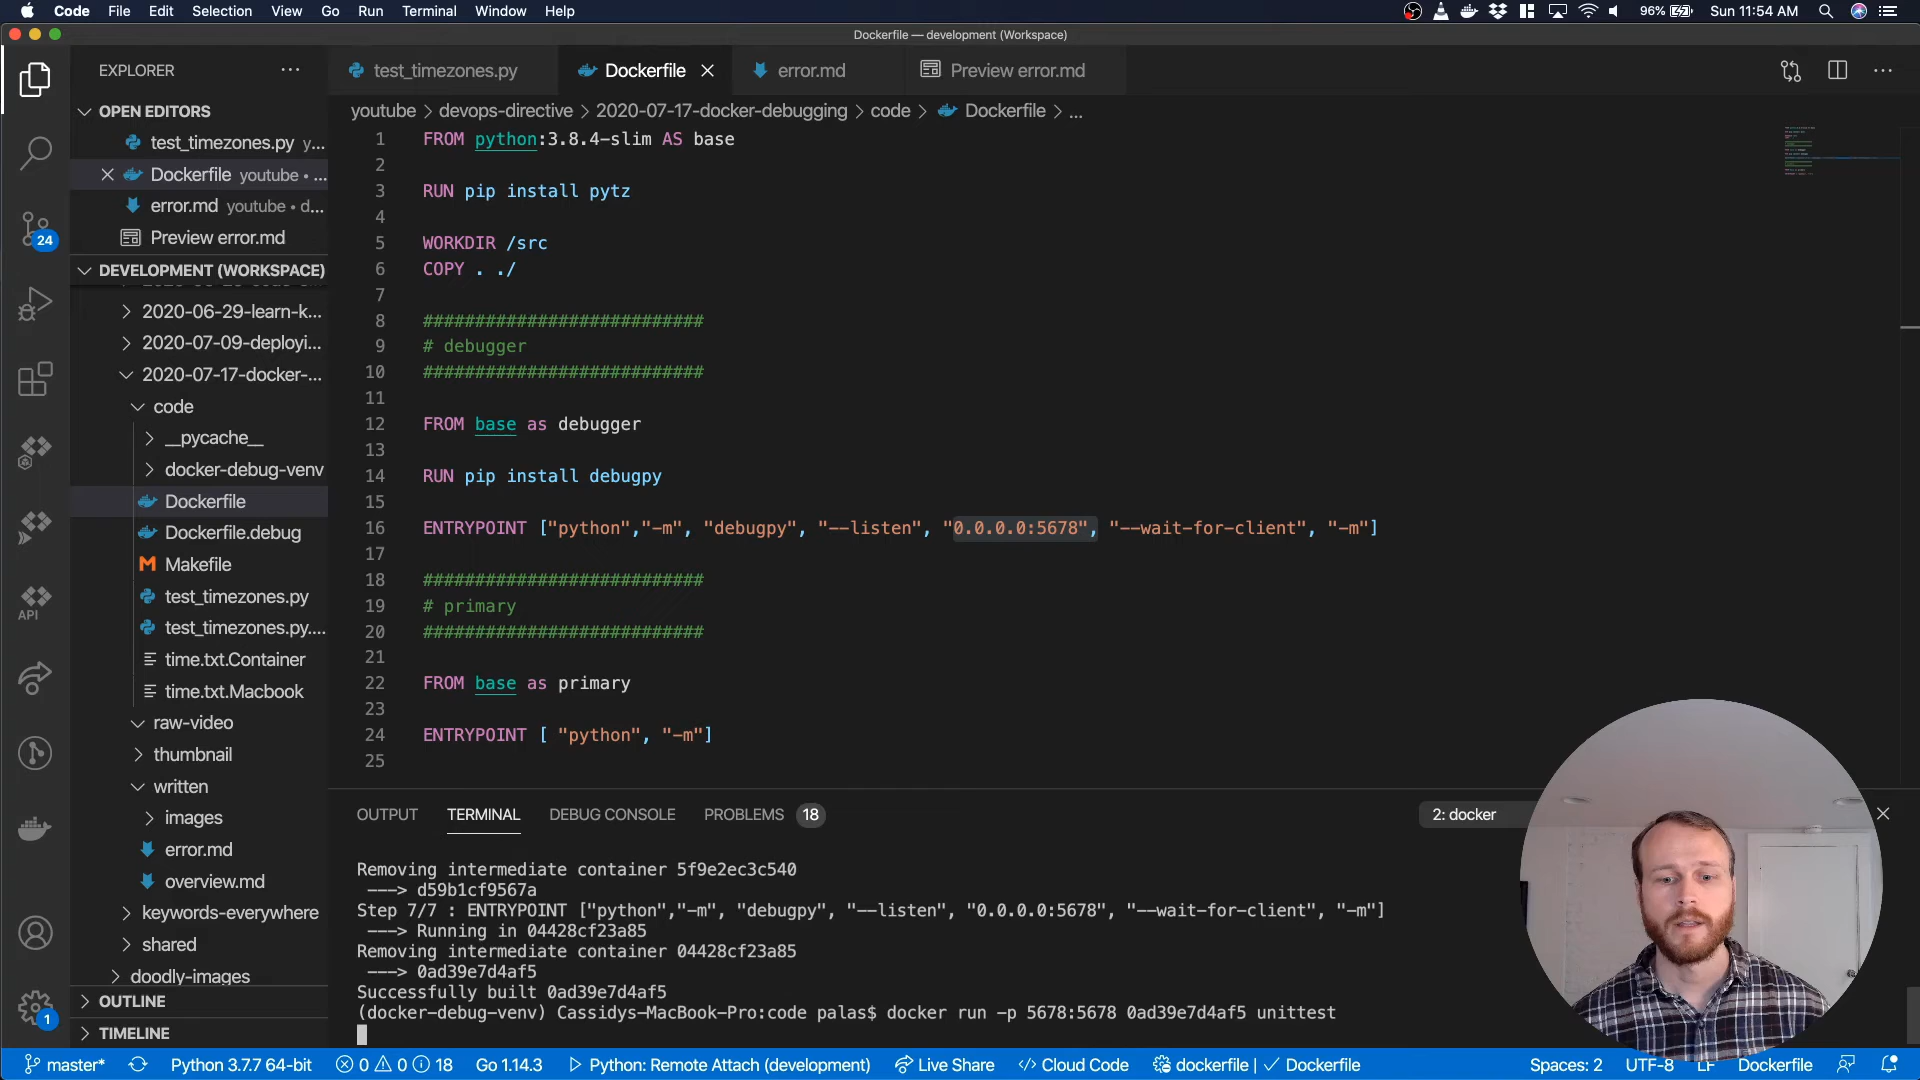 Code File Edit Selection View Go Run Terminal Window Help 96% Sun 11:54 AM
Dockerfile — development (Workspace)
EXPLORER
test_timezones.py
Dockerfile
error.md
Preview error.md
OPEN EDITORS
test_timezones.py y...
Dockerfile youtube • ...
error.md youtube • d...
Preview error.md
DEVELOPMENT (WORKSPACE)
2020-06-29-learn-k...
2020-07-09-deployi...
2020-07-17-docker-...
code
__pycache__
docker-debug-venv
Dockerfile
Dockerfile.debug
Makefile
test_timezones.py
test_timezones.py....
time.txt.Container
time.txt.Macbook
raw-video
thumbnail
written
images
error.md
overview.md
keywords-everywhere
shared
doodly-images
OUTLINE
TIMELINE
24
API
1
youtube > devops-directive > 2020-07-17-docker-debugging > code > Dockerfile > ...
1 FROM python:3.8.4-slim AS base
2
3 RUN pip install pytz
4
5 WORKDIR /src
6 COPY . ./
7
8 ###########################
9 # debugger
10 ###########################
11
12 FROM base as debugger
13
14 RUN pip install debugpy
15
16 ENTRYPOINT ["python","-m", "debugpy", "--listen", "0.0.0.0:5678", "--wait-for-client", "-m"]
17
18 ###########################
19 # primary
20 ###########################
21
22 FROM base as primary
23
24 ENTRYPOINT [ "python", "-m"]
25
OUTPUT TERMINAL DEBUG CONSOLE PROBLEMS 18 2: docker
Removing intermediate container 5f9e2ec3c540
---> d59b1cf9567a
Step 7/7 : ENTRYPOINT ["python","-m", "debugpy", "--listen", "0.0.0.0:5678", "--wait-for-client", "-m"]
---> Running in 04428cf23a85
Removing intermediate container 04428cf23a85
---> 0ad39e7d4af5
Successfully built 0ad39e7d4af5
(docker-debug-venv) Cassidys-MacBook-Pro:code palas$ docker run -p 5678:5678 0ad39e7d4af5 unittest
master* Python 3.7.7 64-bit 0 0 18 Go 1.14.3 Python: Remote Attach (development) Live Share Cloud Code dockerfile | Dockerfile Spaces: 2 UTF-8 LF Dockerfile